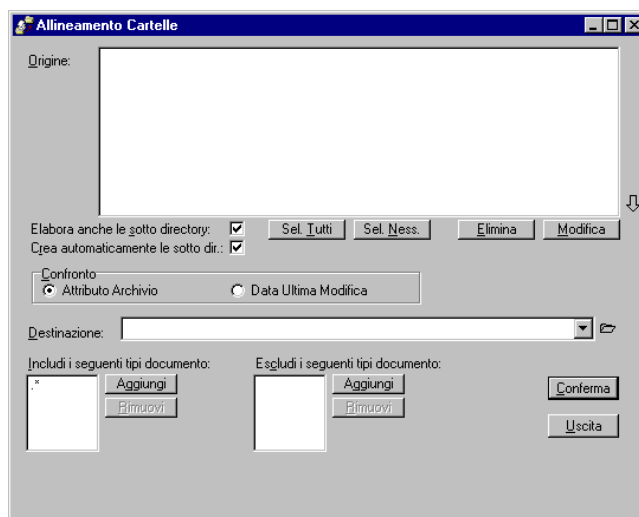 Allineamento Cartelle
Origine:
Elabora anche le sotto directory:
Sel. Tutti
Sel. Ness.
Elimina
Modifica
Crea automaticamente le sotto dir.:
Confronto
Attributo Archivio
Data Ultima Modifica
Destinazione:
Includi i seguenti tipi documento:
Escludi i seguenti tipi documento:
.*
Aggiungi
Aggiungi
Conferma
Rimuovi
Rimuovi
Uscita